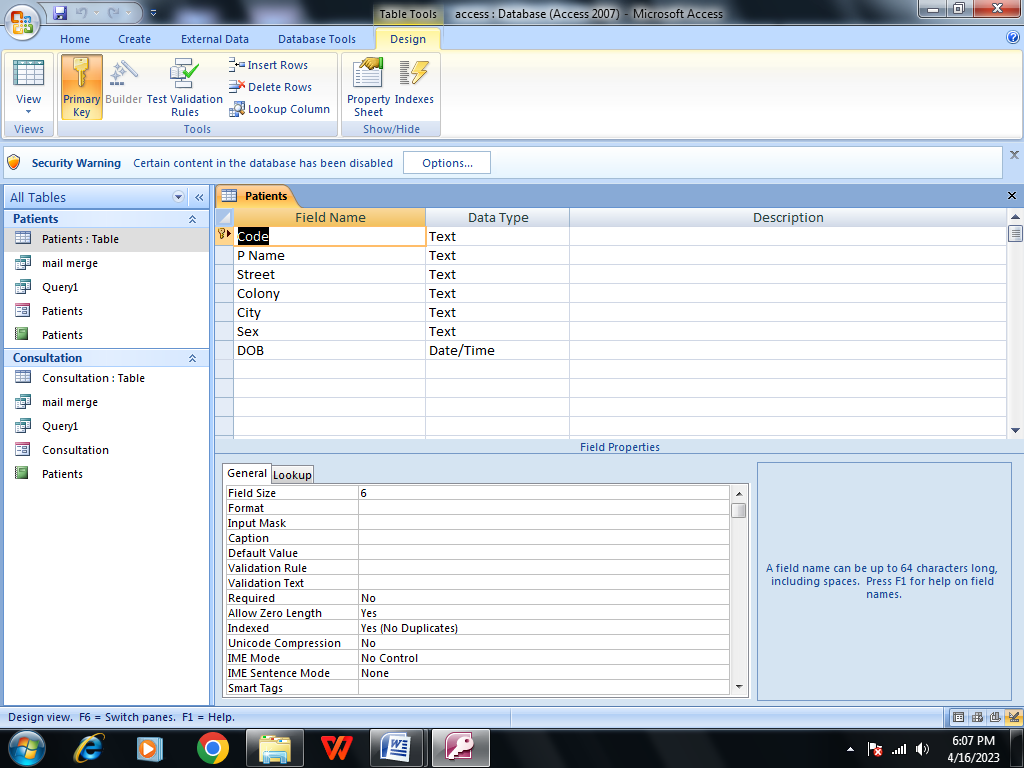 Table Tools access : Database (Access 2007) - Microsoft Access
Home Create External Data Database Tools Design
View
Primary Key
Builder
Test Validation Rules
Insert Rows
Delete Rows
Lookup Column
Property Sheet
Indexes
Views Tools Show/Hide
Security Warning Certain content in the database has been disabled Options...
All Tables
Patients
Patients : Table
mail merge
Query1
Patients
Patients
Consultation
Consultation : Table
mail merge
Query1
Consultation
Patients
Patients
Field Name Data Type Description
Code Text
P Name Text
Street Text
Colony Text
City Text
Sex Text
DOB Date/Time
Field Properties
General Lookup
Field Size 6
Format
Input Mask
Caption
Default Value
Validation Rule
Validation Text
Required No
Allow Zero Length Yes
Indexed Yes (No Duplicates)
Unicode Compression No
IME Mode No Control
IME Sentence Mode None
Smart Tags
A field name can be up to 64 characters long,
including spaces. Press F1 for help on field
names.
Design view. F6 = Switch panes. F1 = Help.
6:07 PM
4/16/2023